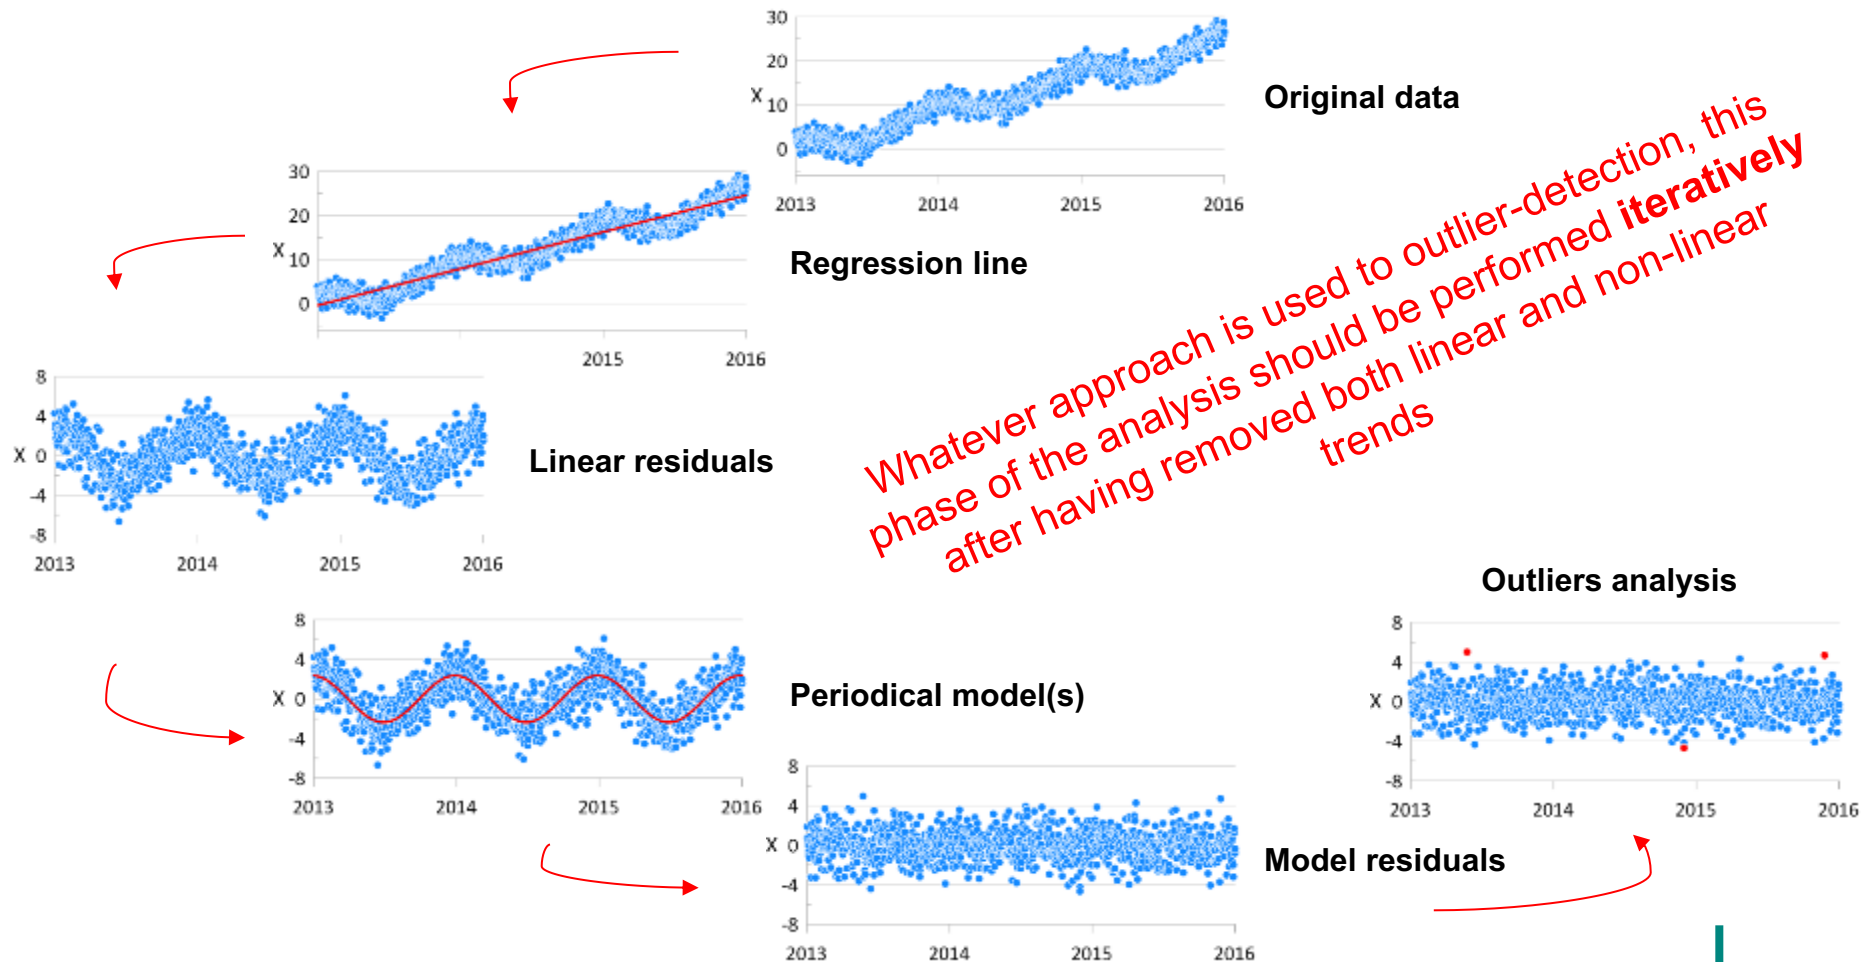 30
20
X 10
0
2013 2014 2015 2016
Original data
30
20
X 10
0
2015 2016
Regression line
8
4
X 0
-4
-8
2013 2014 2015 2016
Linear residuals
Whatever approach is used to outlier-detection, this
phase of the analysis should be performed iteratively
after having removed both linear and non-linear
trends
8
4
X 0
-4
-8
2013 2014 2015 2016
Periodical model(s)
8
4
X 0
-4
-8
2013 2014 2015 2016
Model residuals
Outliers analysis
8
4
X 0
-4
-8
2013 2014 2015 2016